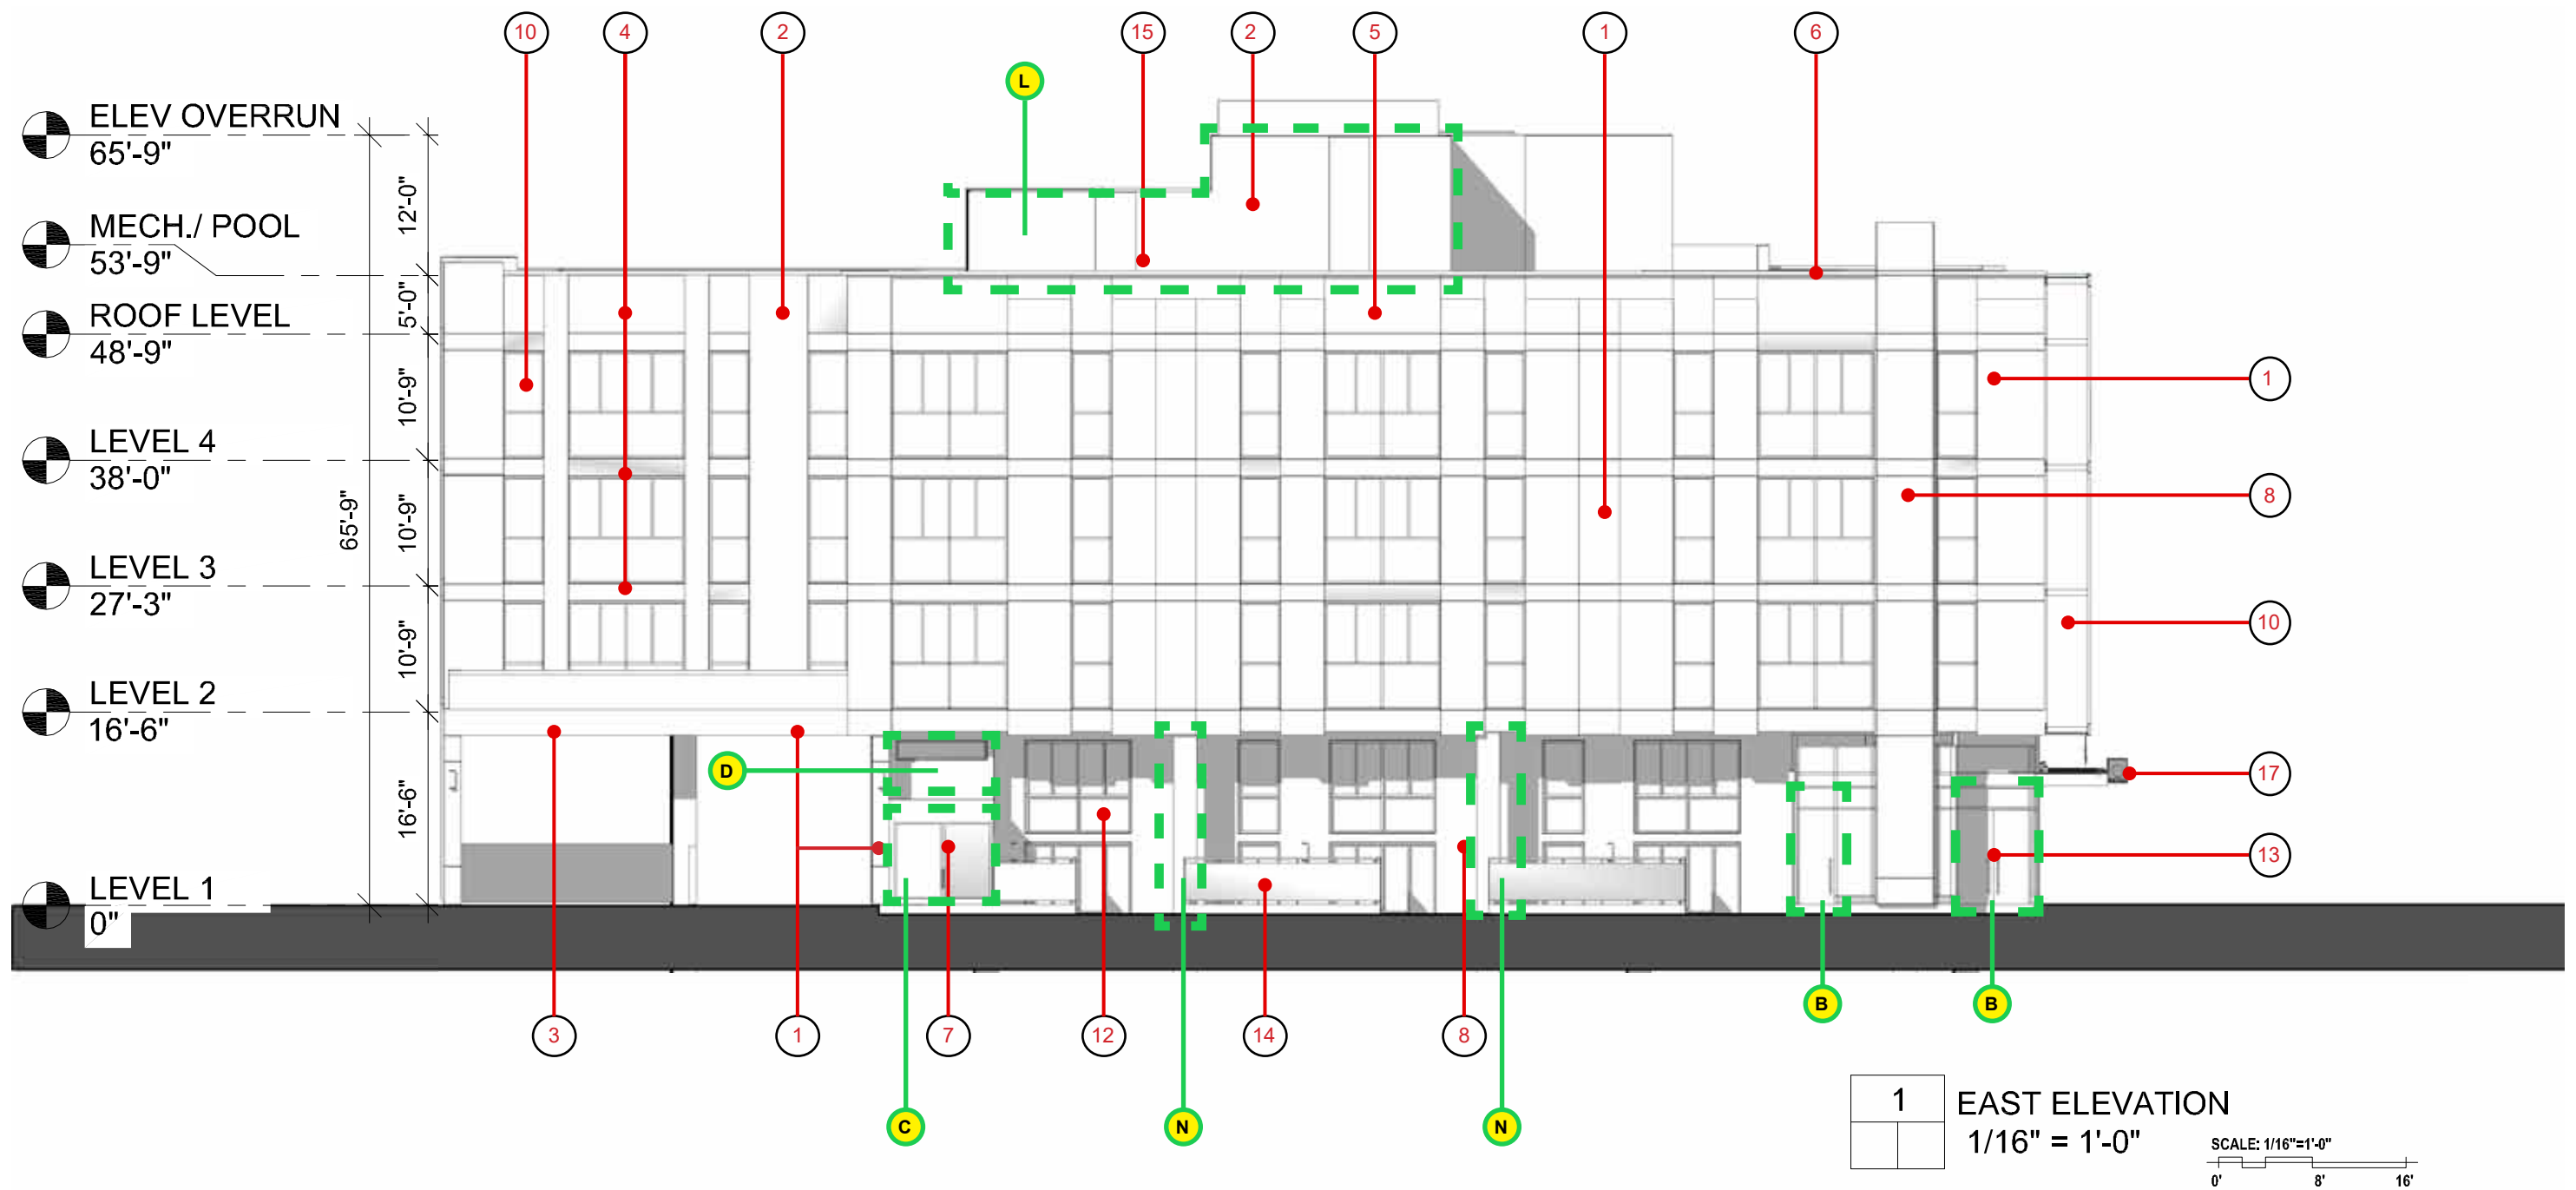 10 4 2 15 2 5 1 6
L
ELEV OVERRUN
65'-9"
12'-0"
MECH./ POOL
53'-9"
5'-0"
ROOF LEVEL
48'-9"
10'-9"
1
LEVEL 4
38'-0"
65'-9"
10'-9"
8
LEVEL 3
27'-3"
10'-9"
10
LEVEL 2
16'-6"
D
17
16'-6"
13
LEVEL 1
0"
B B
3 1 7 12 14 8
C N N
1
EAST ELEVATION
1/16" = 1'-0"
SCALE: 1/16"=1'-0"
0' 8' 16'